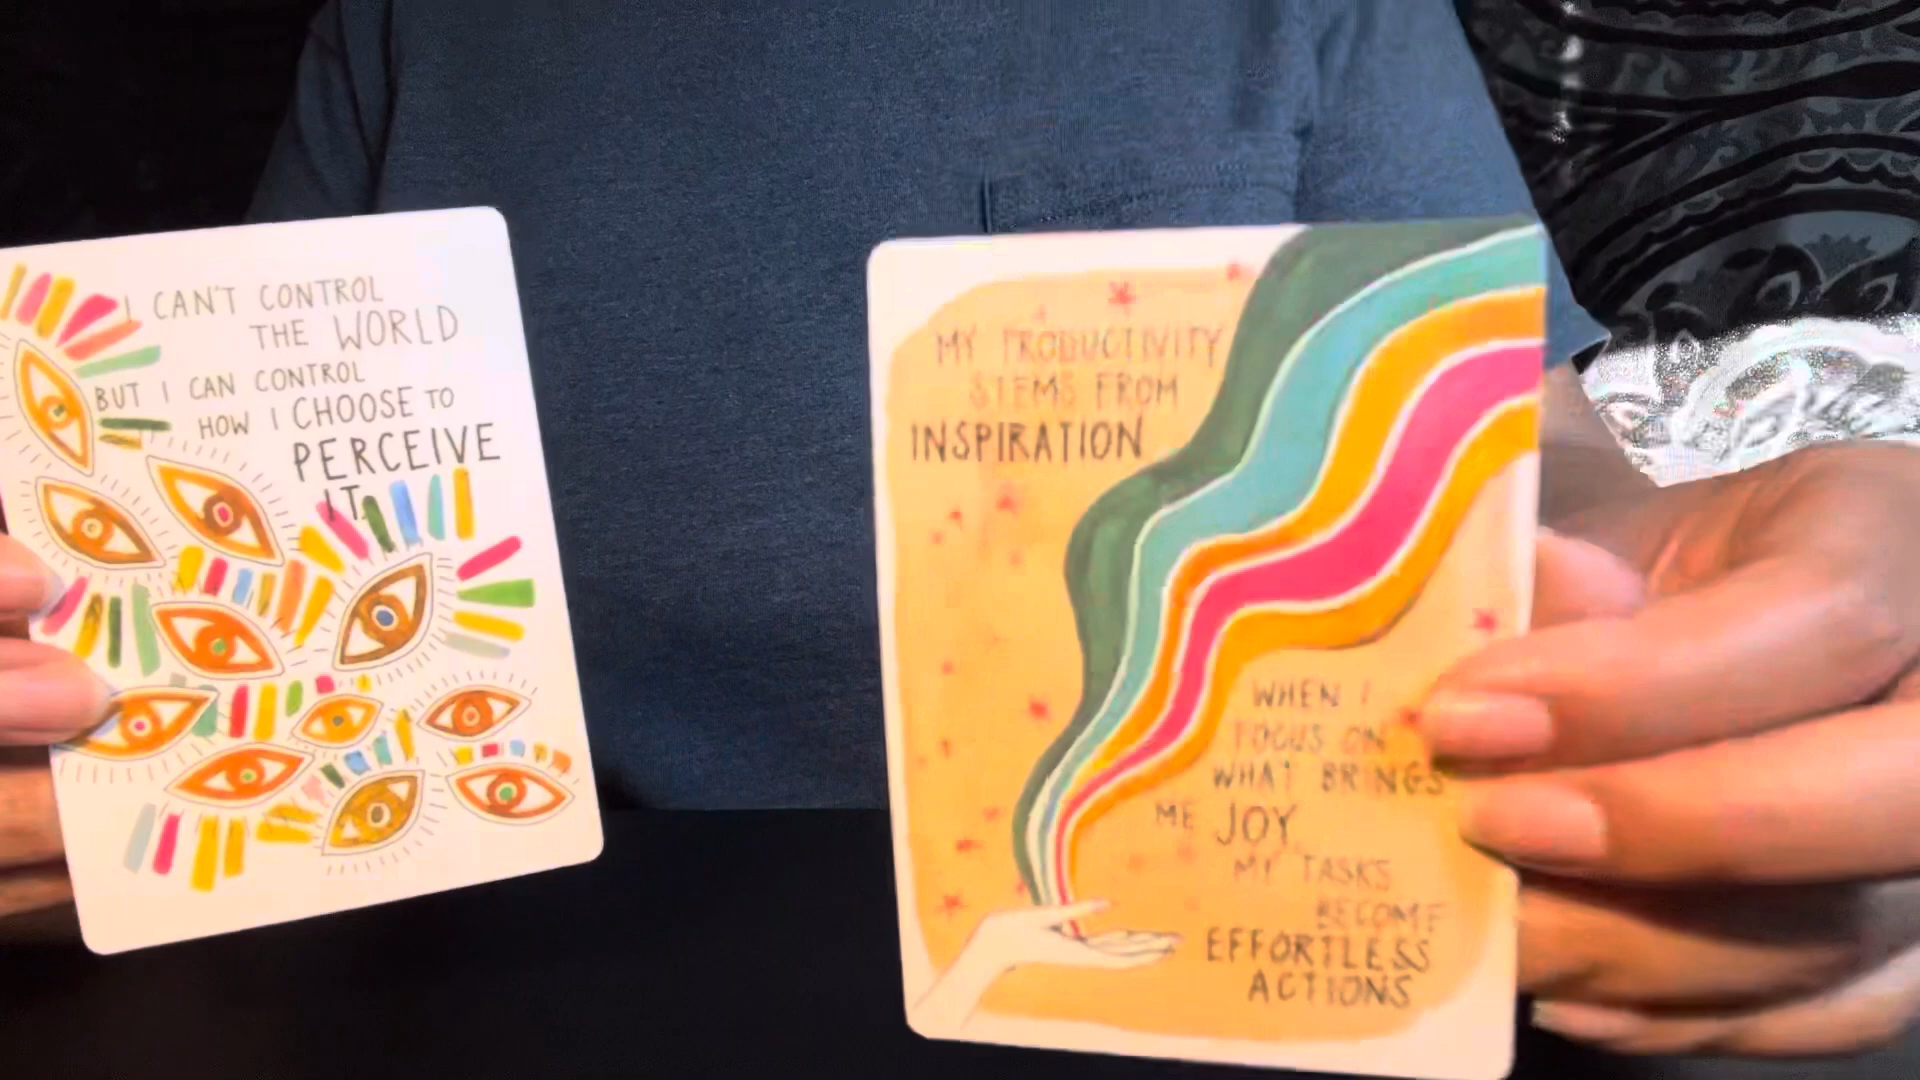 I CAN'T CONTROL
THE WORLD
BUT I CAN CONTROL
HOW I CHOOSE TO
PERCEIVE
IT
MY PRODUCTIVITY
STEMS FROM
INSPIRATION
WHEN I
FOCUS ON
WHAT BRINGS
ME JOY
MY TASKS
BECOME
EFFORTLESS
ACTIONS